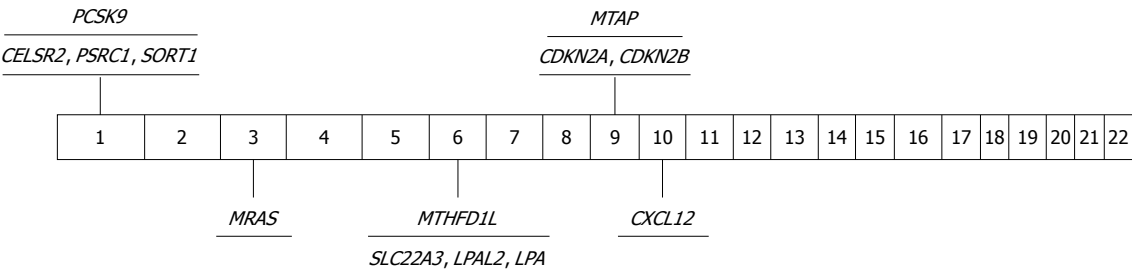 PCSK9
MTAP
CELSR2, PSRC1, SORT1
CDKN2A, CDKN2B
1 2 3 4 5 6 7 8 9 10 11 12 13 14 15 16 17 18 19 20 21 22
MRAS
MTHFD1L
CXCL12
SLC22A3, LPAL2, LPA